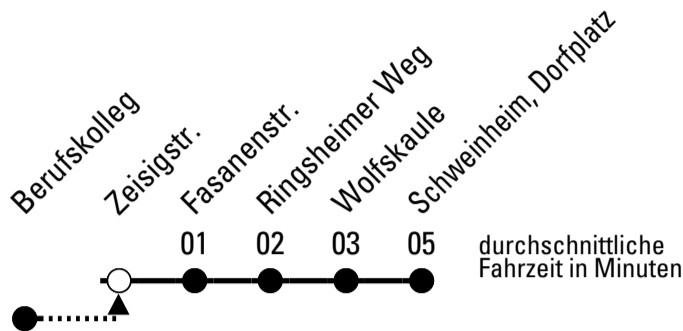 Berufskolleg
Zeisigstr.
Fasanenstr.
Ringsheimer Weg
Wolfskaule
Schweinheim, Dorfplatz
01 02 03 05
durchschnittliche
Fahrzeit in Minuten